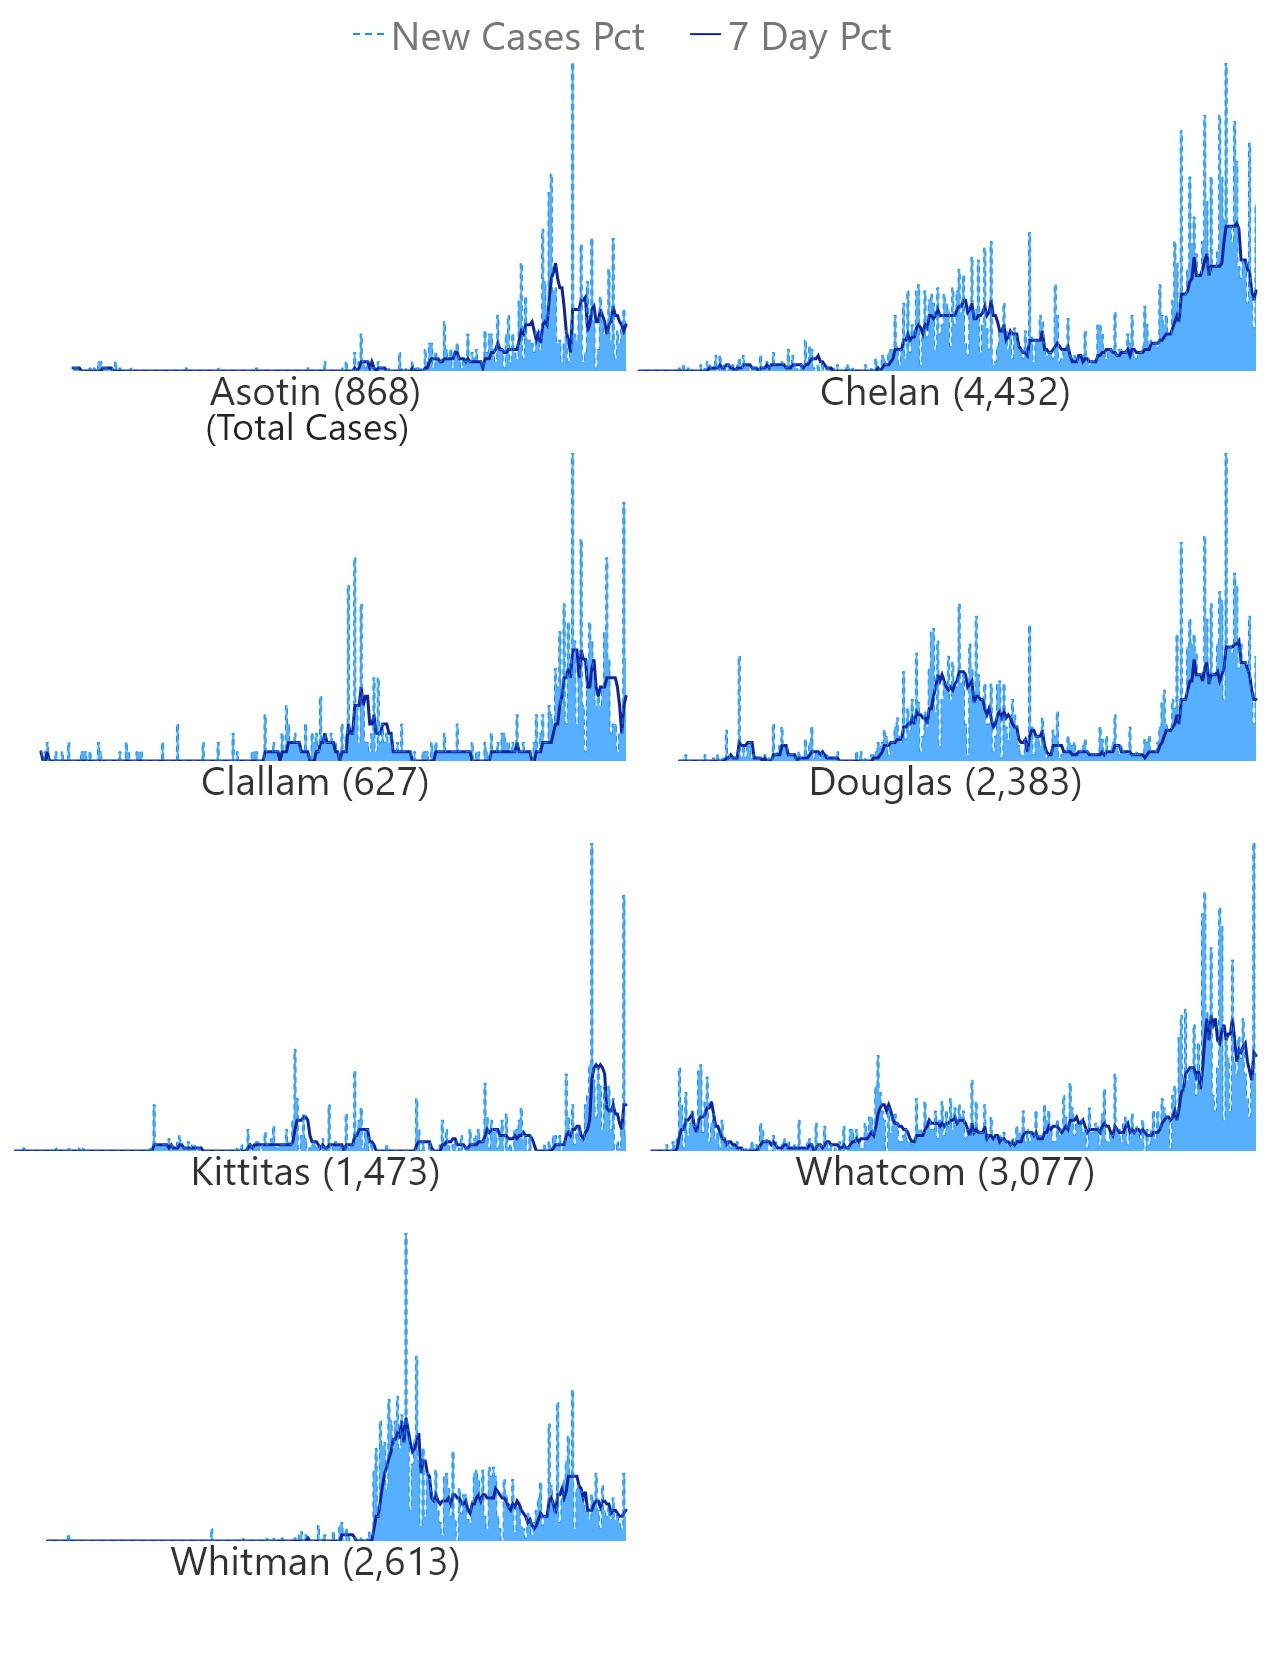 New Cases Pct 7 Day Pct
Asotin (868) Chelan (4,432)
(Total Cases)
Clallam (627) Douglas (2,383)
Kittitas (1,473) Whatcom (3,077)
Whitman (2,613)